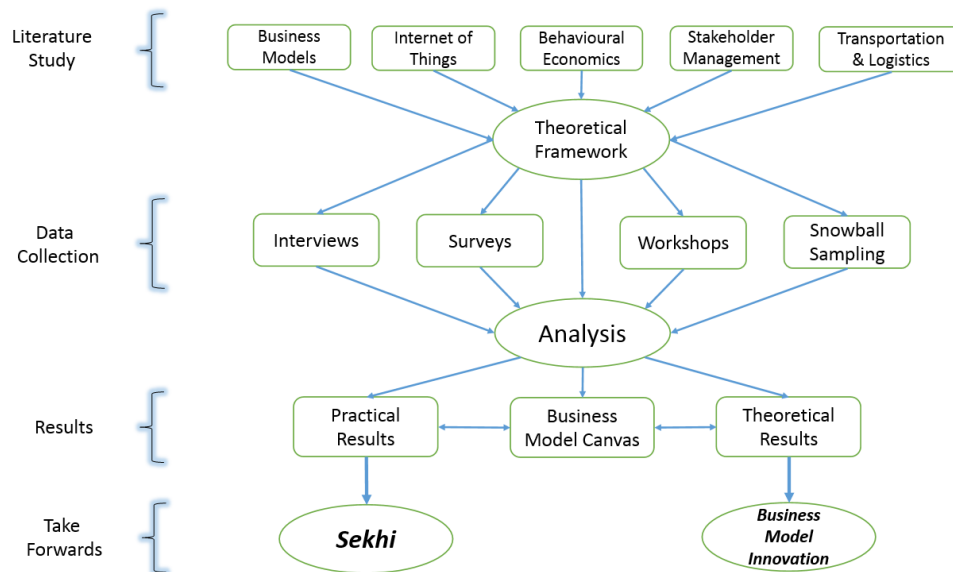 Literature
Study
Business
Models
Internet of
Things
Behavioural
Economics
Stakeholder
Management
Transportation
& Logistics
Theoretical
Framework
Data
Collection
Interviews
Surveys
Workshops
Snowball
Sampling
Analysis
Results
Practical
Results
Business
Model Canvas
Theoretical
Results
Take
Forwards
Sekhi
Business
Model
Innovation